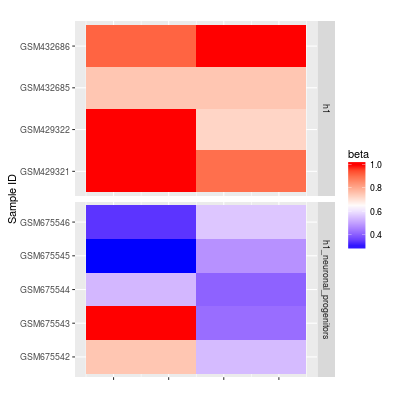 GSM432686
GSM432685
GSM429322
GSM429321
h1
GSM675546
GSM675545
GSM675544
GSM675543
GSM675542
h1_neuronal_progenitors
Sample ID
beta
1.0
0.8
0.6
0.4